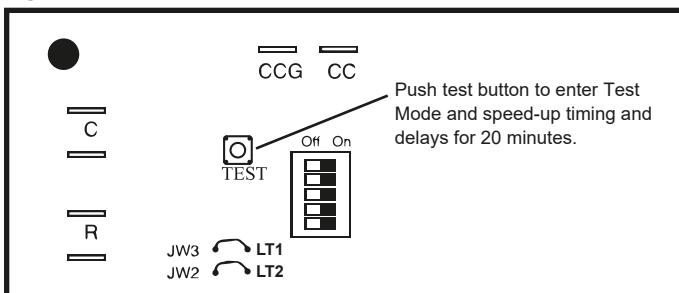 CCG CC
Push test button to enter Test
Mode and speed-up timing and
delays for 20 minutes.
C
Off On
TEST
R
JW3 LT1
JW2 LT2